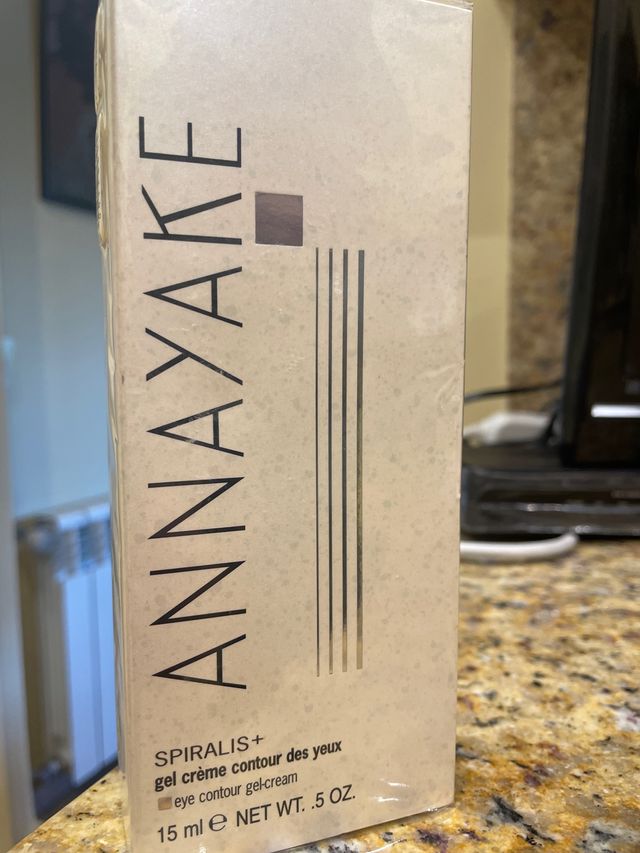 ANNAYAKE
SPIRALIS+
gel crème contour des yeux
eye contour gel-cream
15 ml ℮ NET WT. .5 OZ.